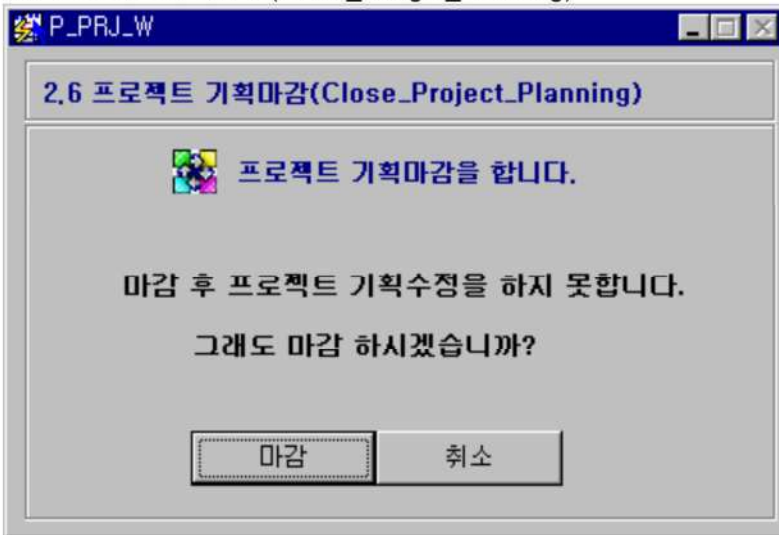 P_PRJ_W
2.6 프로젝트 기획마감(Close_Project_Planning)
프로젝트 기획마감을 합니다.
마감 후 프로젝트 기획수정을 하지 못합니다.
그래도 마감 하시겠습니까?
마감 취소